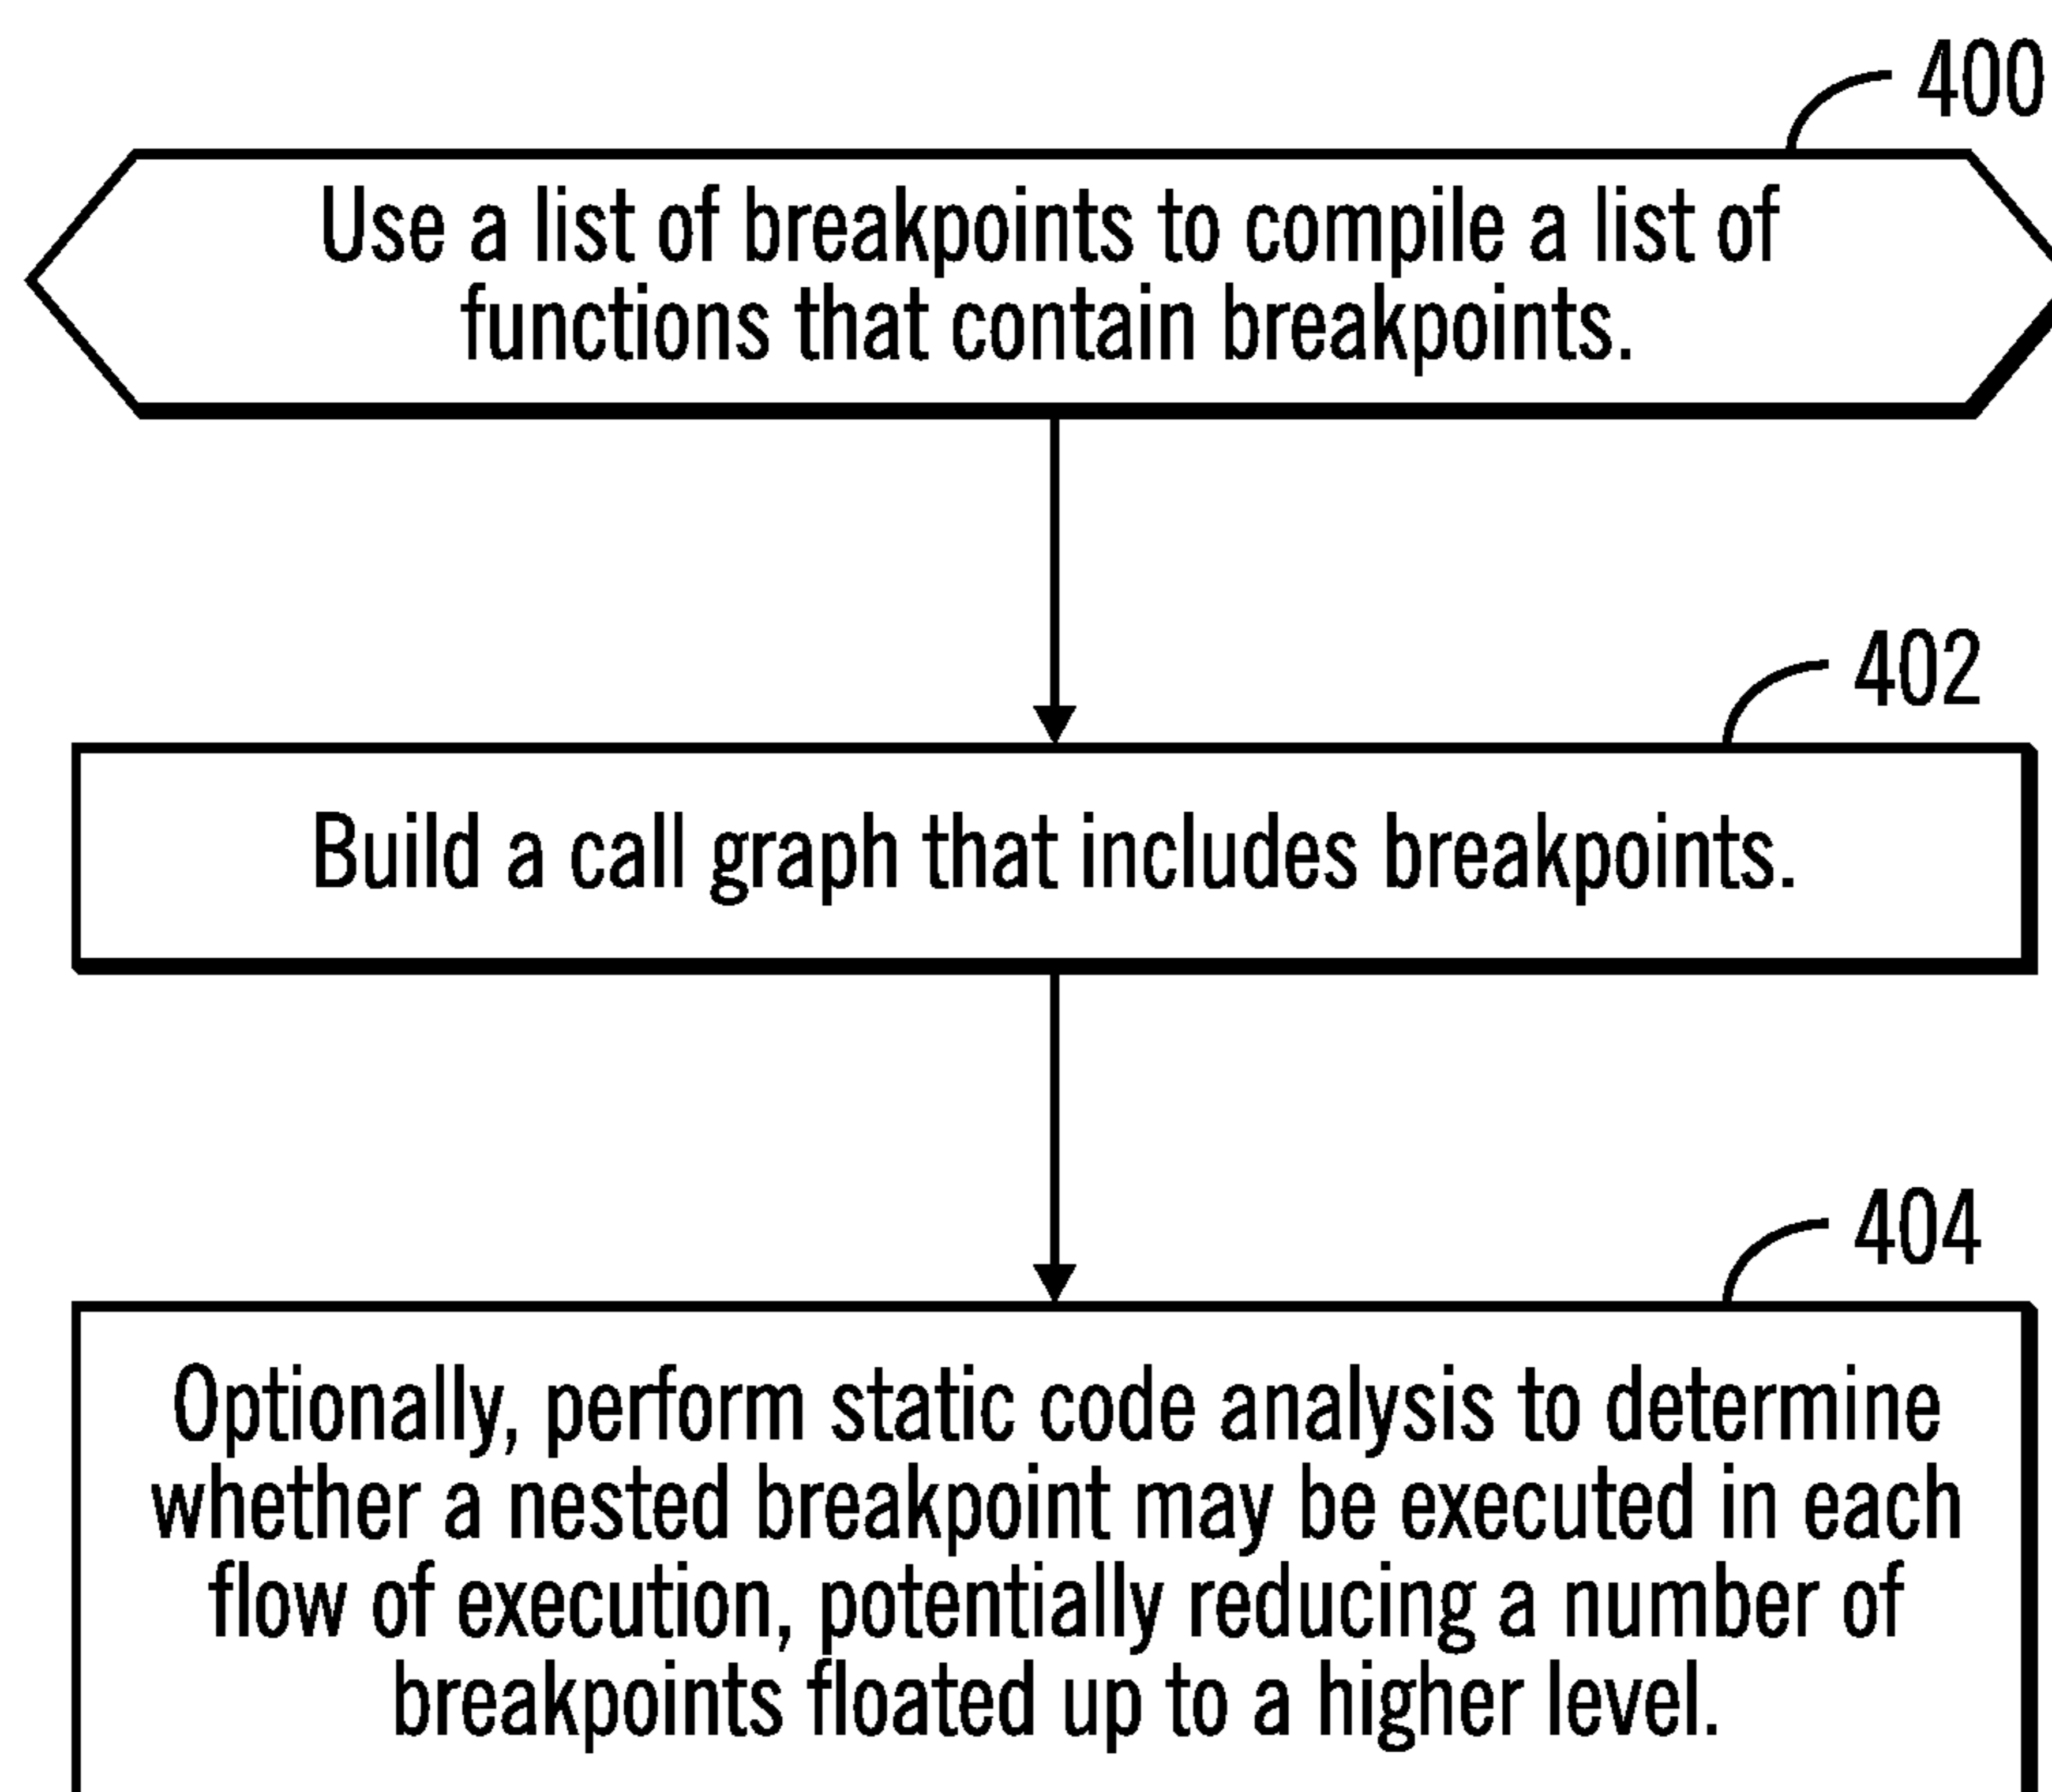 400
Use a list of breakpoints to compile a list of
functions that contain breakpoints.
402
Build a call graph that includes breakpoints.
404
Optionally, perform static code analysis to determine
whether a nested breakpoint may be executed in each
flow of execution, potentially reducing a number of
breakpoints floated up to a higher level.